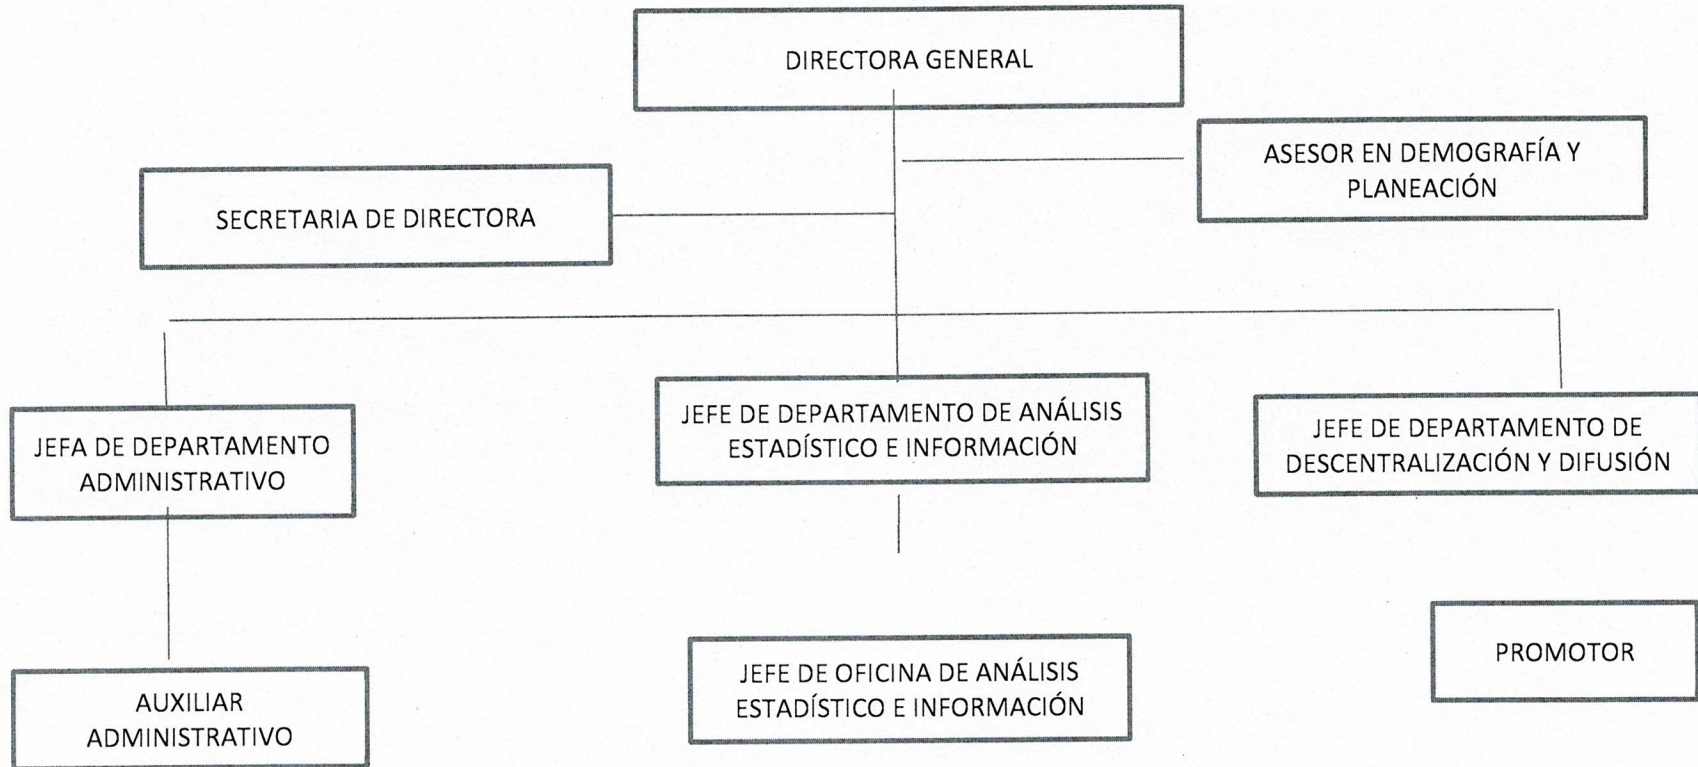 DIRECTORA GENERAL
ASESOR EN DEMOGRAFÍA Y
PLANEACIÓN
SECRETARIA DE DIRECTORA
JEFA DE DEPARTAMENTO
ADMINISTRATIVO
JEFE DE DEPARTAMENTO DE ANÁLISIS
ESTADÍSTICO E INFORMACIÓN
JEFE DE DEPARTAMENTO DE
DESCENTRALIZACIÓN Y DIFUSIÓN
AUXILIAR
ADMINISTRATIVO
JEFE DE OFICINA DE ANÁLISIS
ESTADÍSTICO E INFORMACIÓN
PROMOTOR